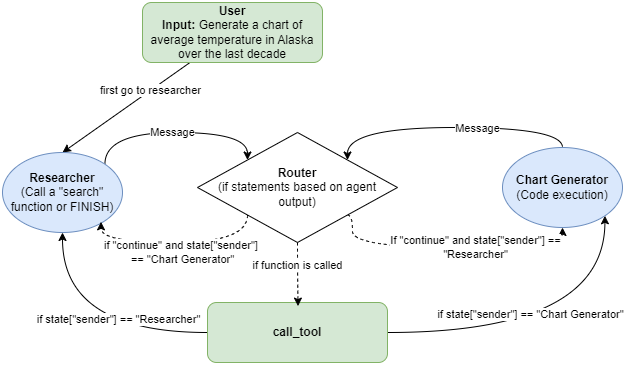 User
Input: Generate a chart of
average temperature in Alaska
over the last decade
first go to researcher
Message
Message
Researcher
(Call a "search"
function or FINISH)
Router
(if statements based on agent
output)
Chart Generator
(Code execution)
if "continue" and state["sender"]
== "Chart Generator"
If "continue" and state["sender"] ==
"Researcher"
if function is called
if state["sender"] == "Researcher"
call_tool
if state["sender"] == "Chart Generator"